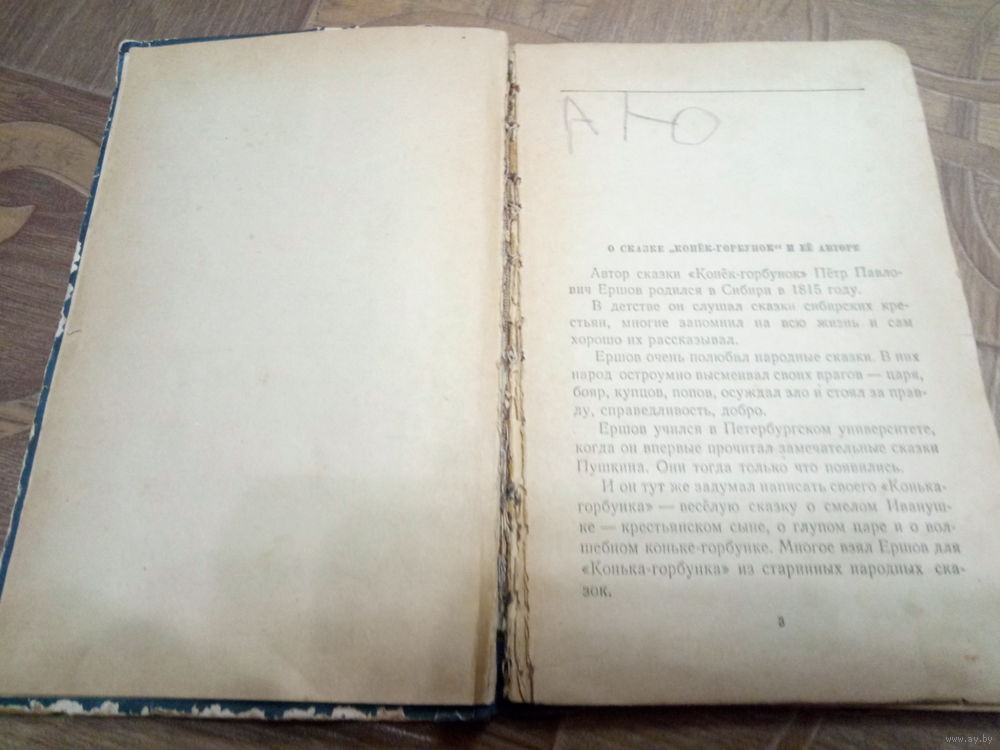 А Ю
О СКАЗКЕ „КОНЁК-ГОРБУНОК“ И ЕЁ АВТОРЕ
Автор сказки «Конёк-горбунок» Пётр Павло-
вич Ершов родился в Сибири в 1815 году.
В детстве он слушал сказки сибирских кре-
стьян, многие запомнил на всю жизнь и сам
хорошо их рассказывал.
Ершов очень полюбил народные сказки. В них
народ остроумно высмеивал своих врагов — царя,
бояр, купцов, попов, осуждал зло и стоял за прав-
ду, справедливость, добро.
Ершов учился в Петербургском университете,
когда он впервые прочитал замечательные сказки
Пушкина. Они тогда только что появились.
И он тут же задумал написать своего «Конька-
горбунка» — весёлую сказку о смелом Ивануш-
ке — крестьянском сыне, о глупом царе и о вол-
шебном коньке-горбунке. Многое взял Ершов для
«Конька-горбунка» из старинных народных ска-
зок.
3
www.ay.by